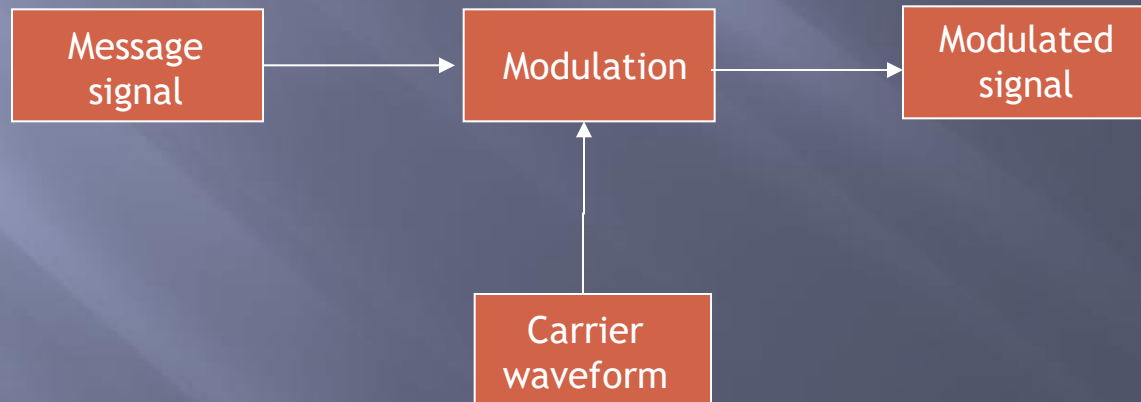 Message
signal
Modulation
Modulated
signal
Carrier
waveform